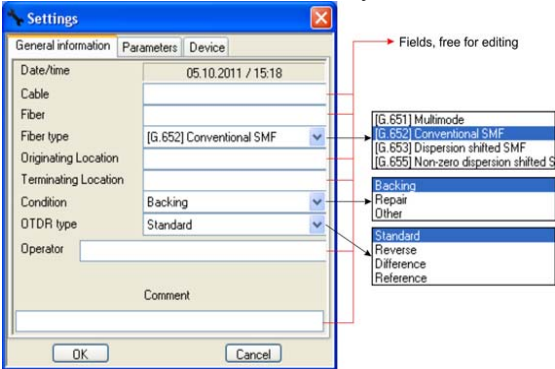 Settings
General information Parameters Device
Date/time 05.10.2011 / 15:18
Cable
Fiber
Fiber type [G.652] Conventional SMF
Originating Location
Terminating Location
Condition Backing
OTDR type Standard
Operator
Comment
OK Cancel
Fields, free for editing
[G.651] Multimode
[G.652] Conventional SMF
[G.653] Dispersion shifted SMF
[G.655] Non-zero dispersion shifted S
Backing
Repair
Other
Standard
Reverse
Difference
Reference